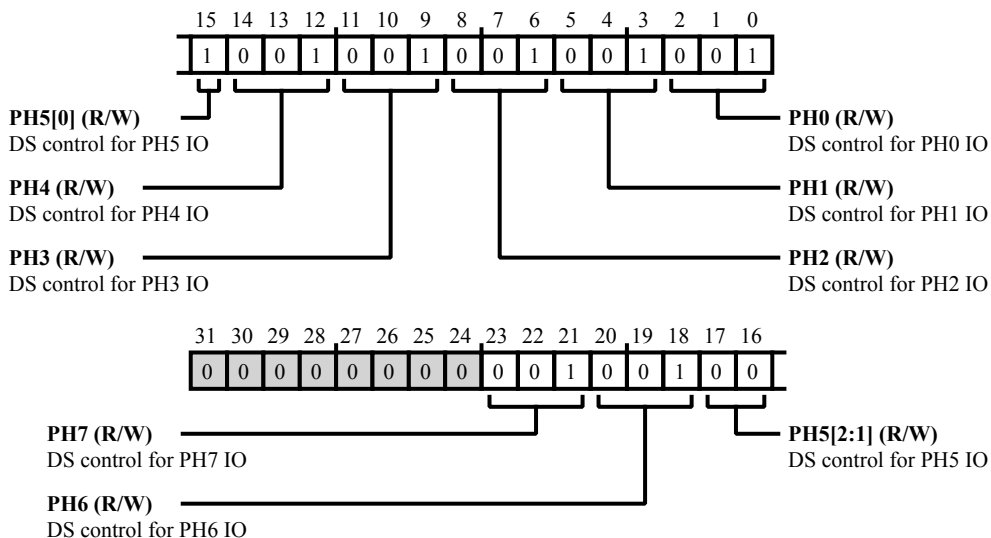 15 14 13 12 11 10 9 8 7 6 5 4 3 2 1 0
1 0 0 1 0 0 1 0 0 1 0 0 1 0 0 1
PH5[0] (R/W)
DS control for PH5 IO
PH0 (R/W)
DS control for PH0 IO
PH4 (R/W)
DS control for PH4 IO
PH1 (R/W)
DS control for PH1 IO
PH3 (R/W)
DS control for PH3 IO
PH2 (R/W)
DS control for PH2 IO
31 30 29 28 27 26 25 24 23 22 21 20 19 18 17 16
0 0 0 0 0 0 0 0 0 0 1 0 0 1 0 0
PH7 (R/W)
DS control for PH7 IO
PH5[2:1] (R/W)
DS control for PH5 IO
PH6 (R/W)
DS control for PH6 IO